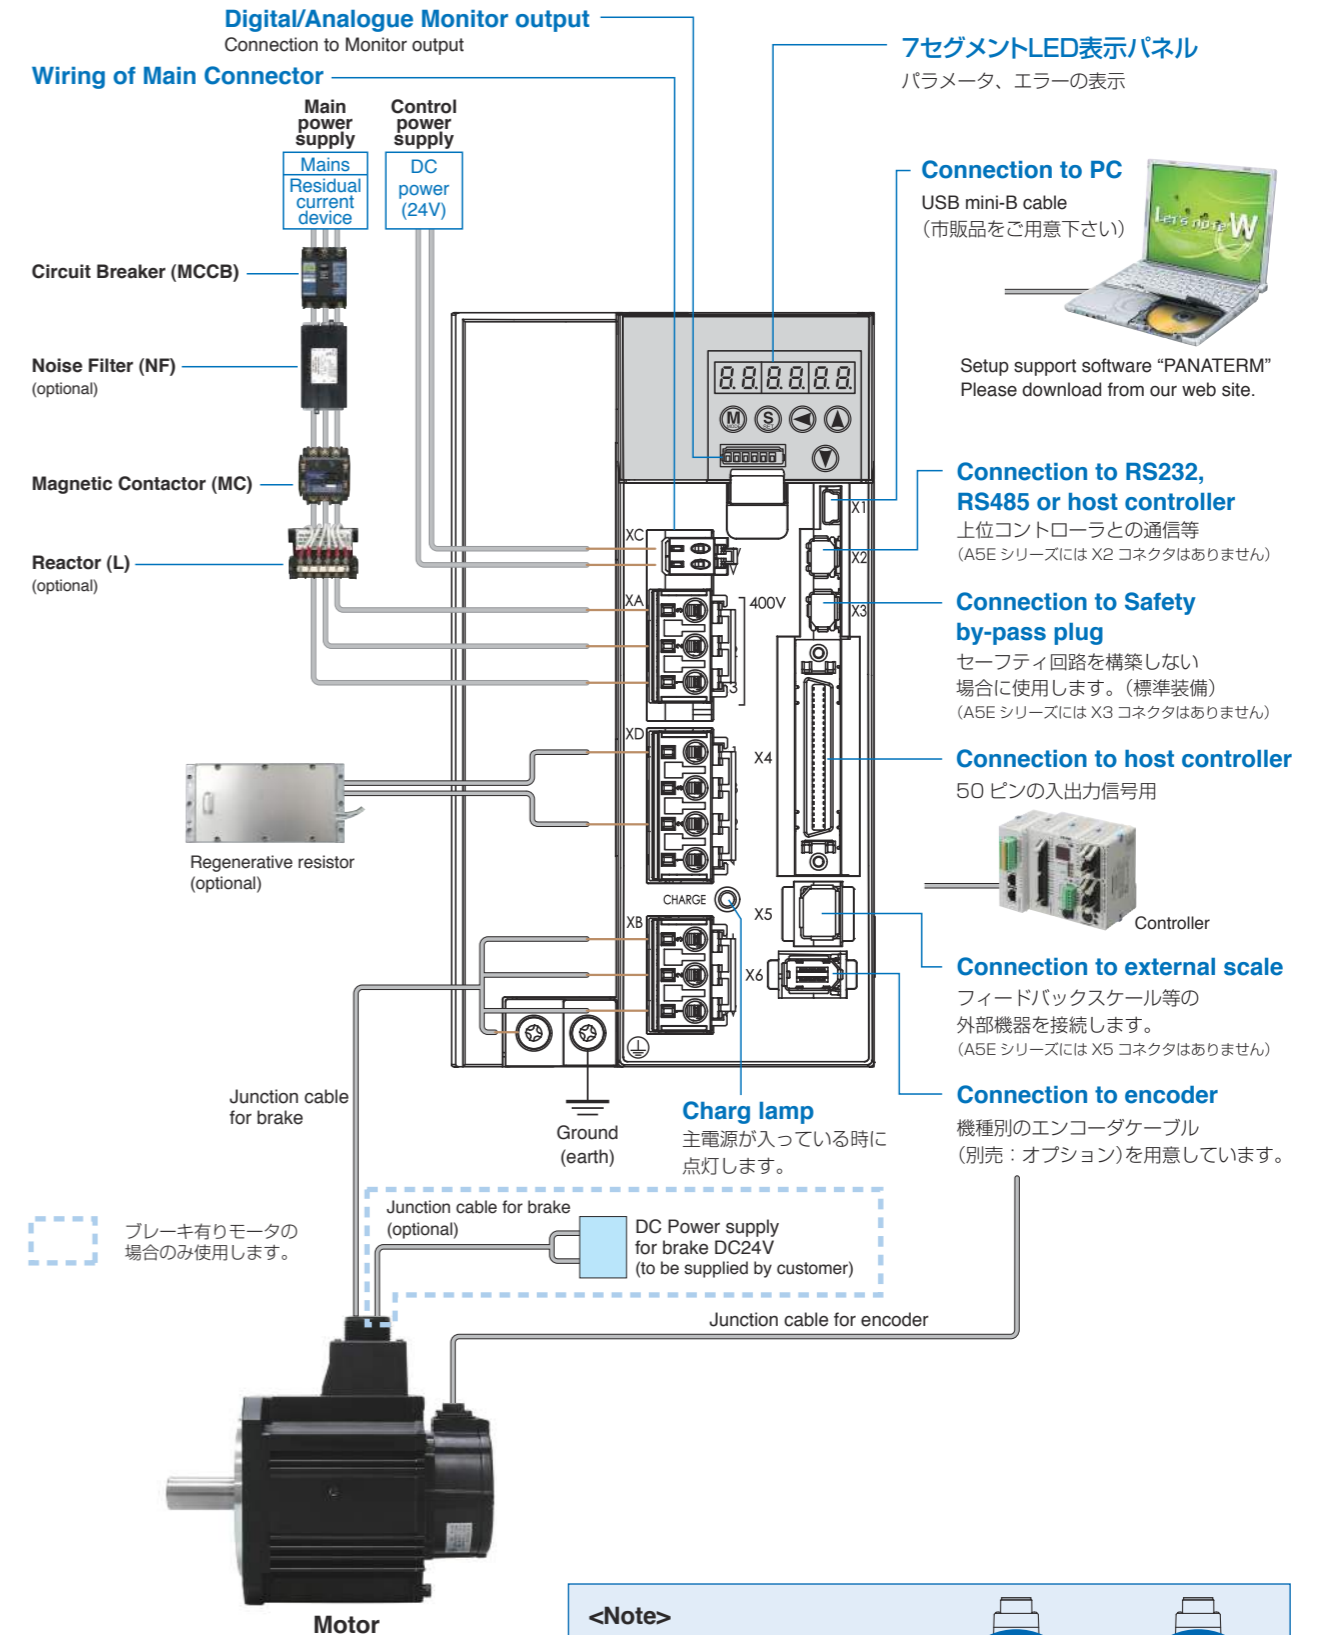 Digital/Analogue Monitor output
Connection to Monitor output
7セグメントLED表示パネル
パラメータ、エラーの表示
Wiring of Main Connector
Main
power
supply
Control
power
supply
Mains
Residual
current
device
DC
power
(24V)
Connection to PC
USB mini-B cable
（市販品をご用意下さい）
Let's note W
Circuit Breaker (MCCB)
Noise Filter (NF)
(optional)
Setup support software “PANATERM”
Please download from our web site.
8.8.8.8.8.8.
M
S
Magnetic Contactor (MC)
Connection to RS232,
RS485 or host controller
上位コントローラとの通信等
（A5E シリーズには X2 コネクタはありません）
X1
XC
X2
Reactor (L)
(optional)
XA
400V
X3
Connection to Safety
by-pass plug
セーフティ回路を構築しない
場合に使用します。（標準装備）
（A5E シリーズには X3 コネクタはありません）
2
3
XD
X4
Connection to host controller
50 ピンの入出力信号用
Regenerative resistor
(optional)
CHARGE
X5
Controller
XB
X6
Connection to external scale
フィードバックスケール等の
外部機器を接続します。
（A5E シリーズには X5 コネクタはありません）
Junction cable
for brake
Ground
(earth)
Charg lamp
主電源が入っている時に
点灯します。
Connection to encoder
機種別のエンコーダケーブル
（別売：オプション）を用意しています。
ブレーキ有りモータの
場合のみ使用します。
Junction cable for brake
(optional)
DC Power supply
for brake DC24V
(to be supplied by customer)
Junction cable for encoder
Motor
<Note>